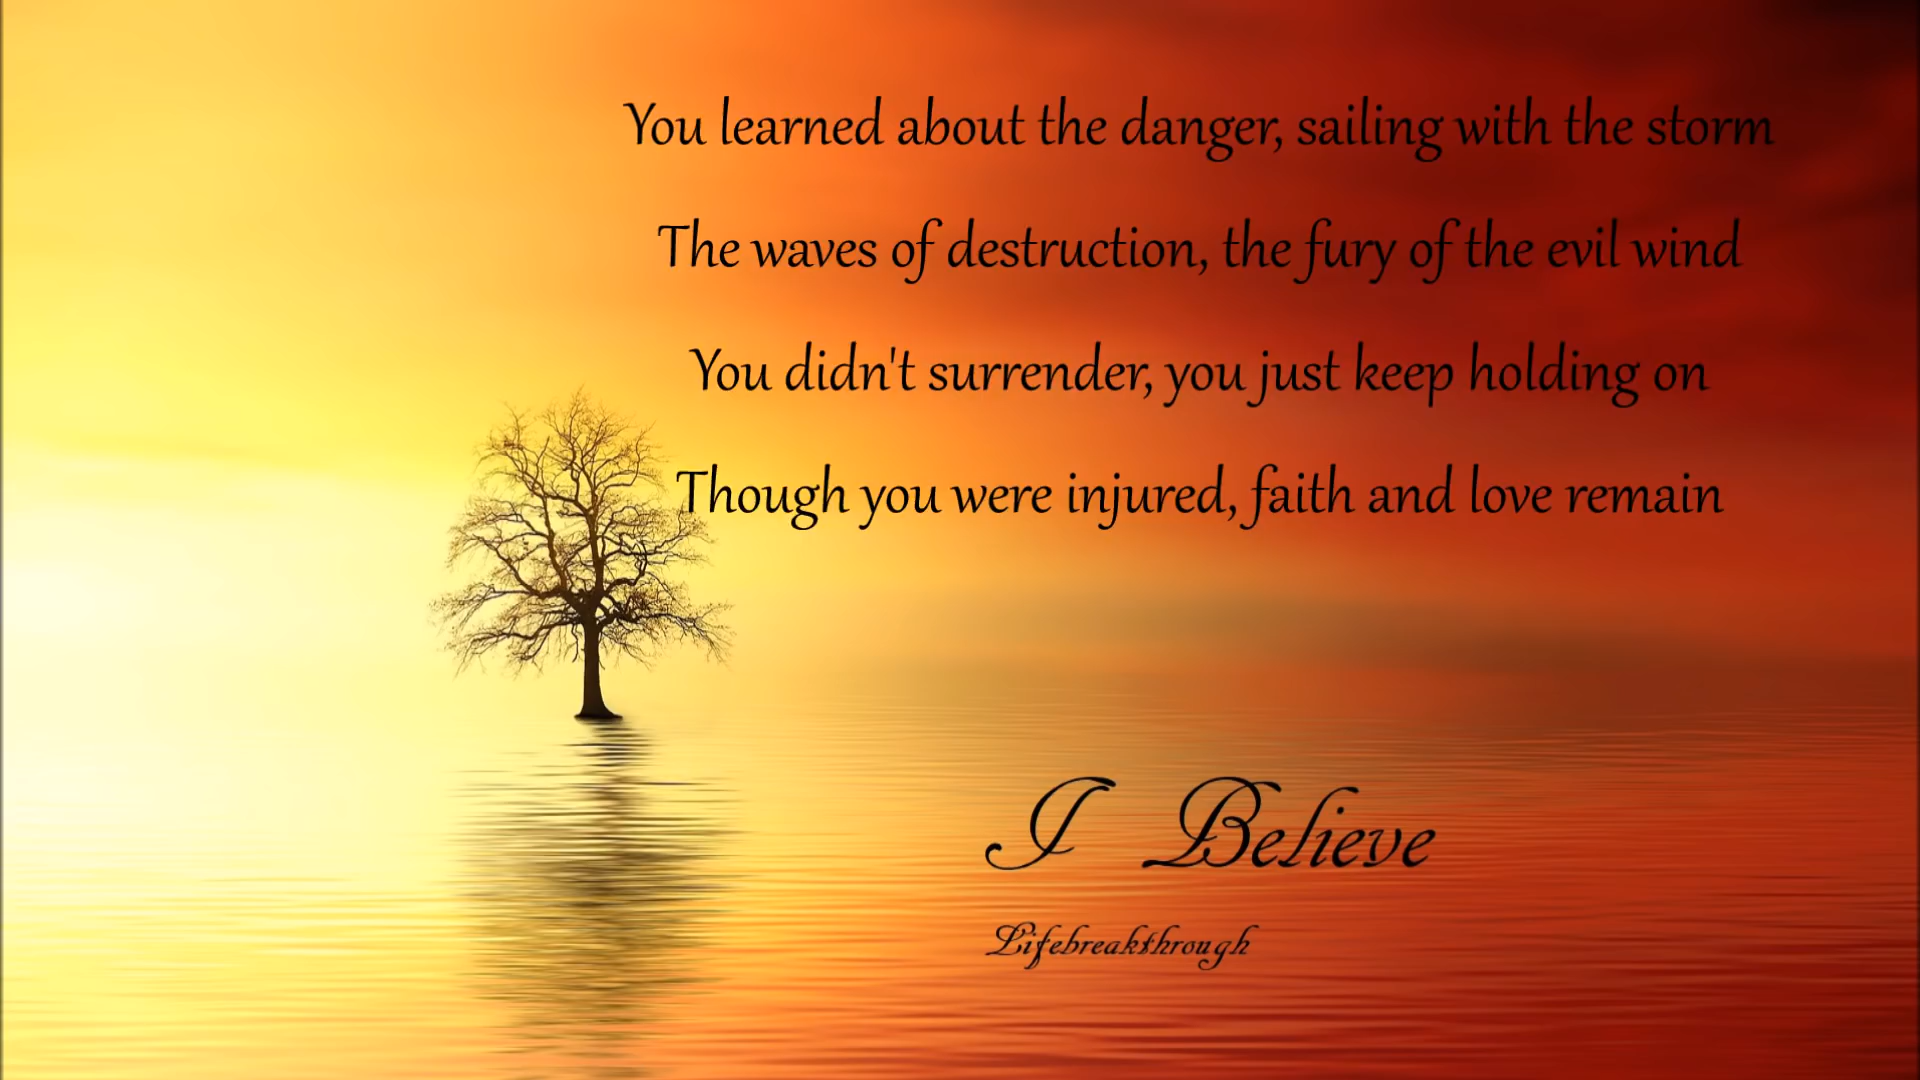 You learned about the danger, sailing with the storm
The waves of destruction, the fury of the evil wind
You didn't surrender, you just keep holding on
Though you were injured, faith and love remain
I Believe
Lifebreakthrough